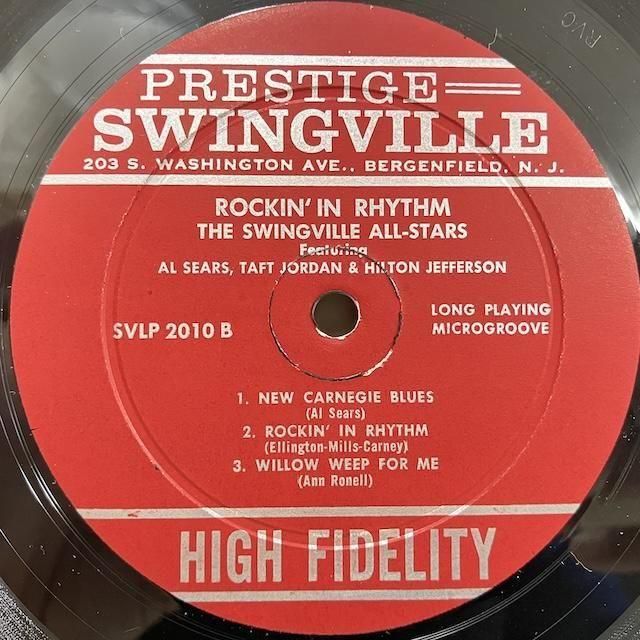 RVG
PRESTIGE
SWINGVILLE
203 S. WASHINGTON AVE., BERGENFIELD, N. J.
ROCKIN' IN RHYTHM
THE SWINGVILLE ALL-STARS
Featuring
AL SEARS, TAFT JORDAN & HILTON JEFFERSON
SVLP 2010 B
LONG PLAYING
MICROGROOVE
1. NEW CARNEGIE BLUES
(Al Sears)
2. ROCKIN' IN RHYTHM
(Ellington-Mills-Carney)
3. WILLOW WEEP FOR ME
(Ann Ronell)
HIGH FIDELITY